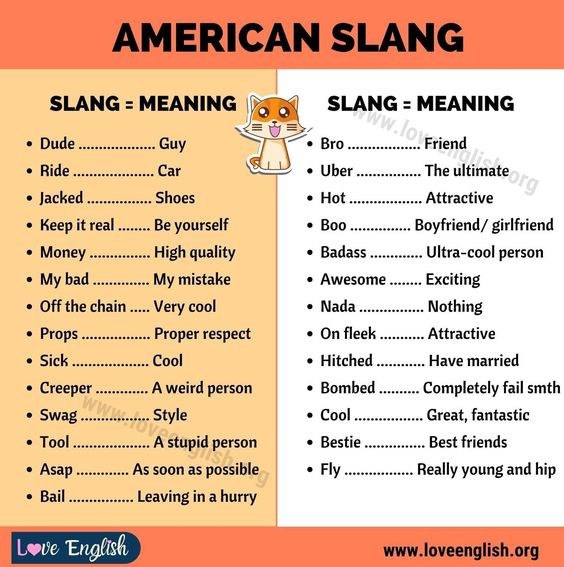 AMERICAN SLANG
SLANG = MEANING
• Dude ................... Guy
• Ride ..................... Car
• Jacked ................ Shoes
• Keep it real ........ Be yourself
• Money ............... High quality
• My bad .............. My mistake
• Off the chain ..... Very cool
• Props ................. Proper respect
• Sick ..................... Cool
• Creeper ............. A weird person
• Swag ................. Style
• Tool .................... A stupid person
• Asap ............. As soon as possible
• Bail ................ Leaving in a hurry
www.loveenglish.org
SLANG = MEANING
• Bro .................. Friend
• Uber ................ The ultimate
• Hot .................. Attractive
• Boo ................ Boyfriend/ girlfriend
• Badass ............ Ultra-cool person
• Awesome ........ Exciting
• Nada ................ Nothing
• On fleek .......... Attractive
• Hitched ........... Have married
• Bombed .......... Completely fail smth
• Cool ................. Great, fantastic
• Bestie ............... Best friends
• Fly .................. Really young and hip
www.loveenglish.org
Love English
www.loveenglish.org